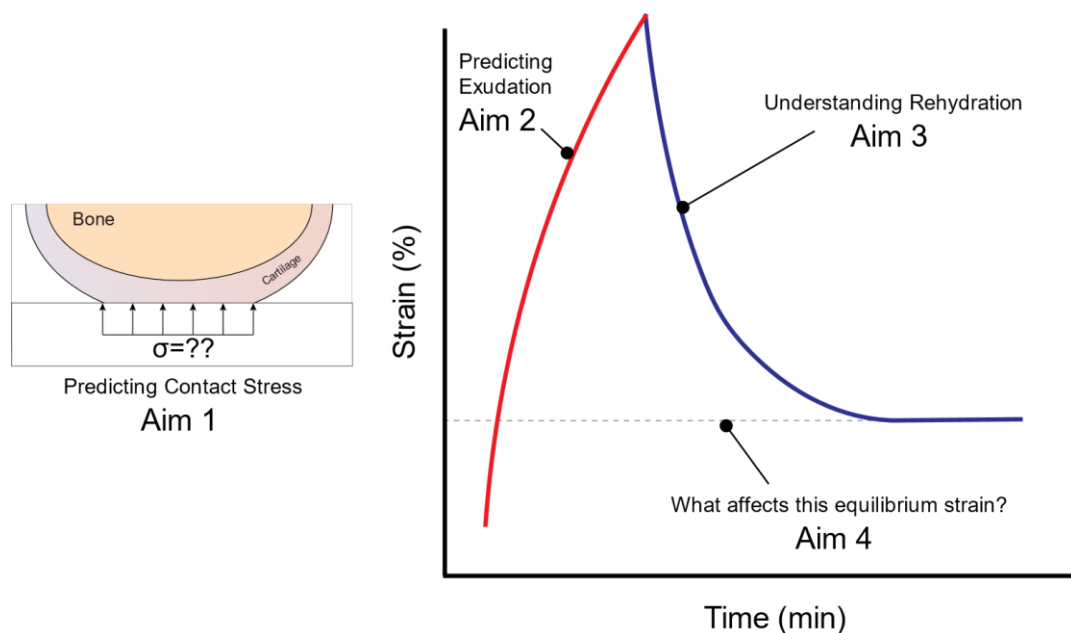 Bone
Cartilage
σ=??
Predicting Contact Stress
Aim 1
Predicting
Exudation
Aim 2
Understanding Rehydration
Aim 3
What affects this equilibrium strain?
Aim 4
Strain (%)
Time (min)